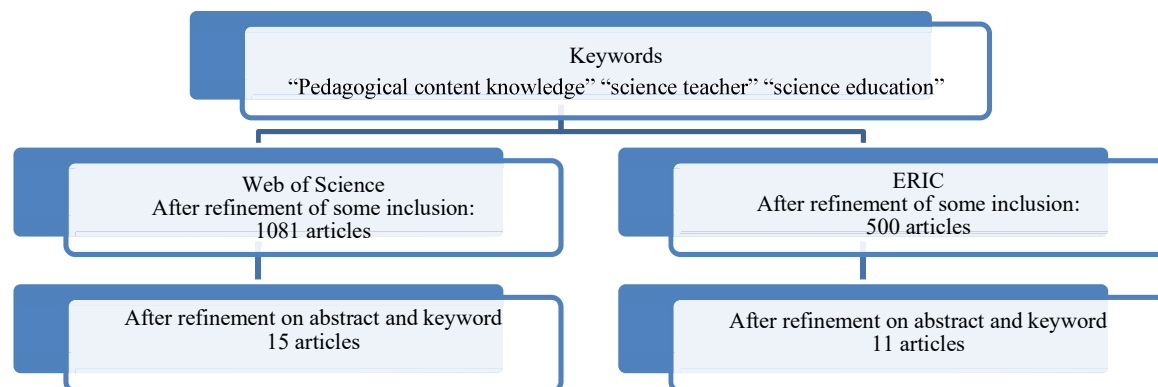 Keywords
“Pedagogical content knowledge” “science teacher” “science education”
Web of Science
After refinement of some inclusion:
1081 articles
ERIC
After refinement of some inclusion:
500 articles
After refinement on abstract and keyword
15 articles
After refinement on abstract and keyword
11 articles